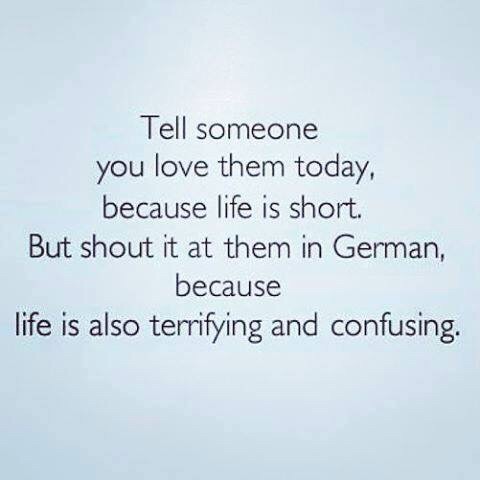 Tell someone
you love them today,
because life is short.
But shout it at them in German,
because
life is also terrifying and confusing.